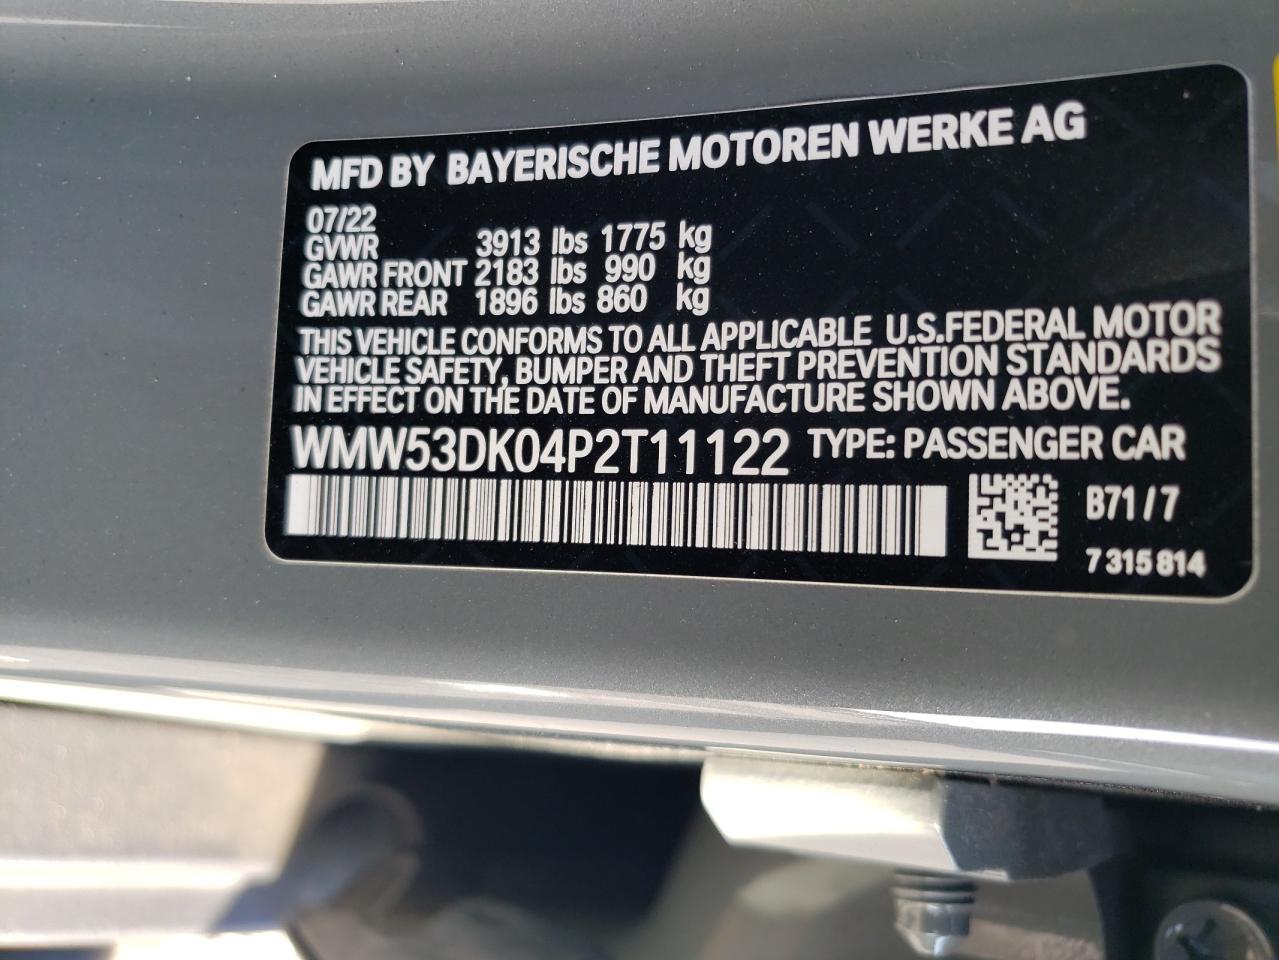 MFD BY BAYERISCHE MOTOREN WERKE AG
07/22
GVWR 3913 lbs 1775 kg
GAWR FRONT 2183 lbs 990 kg
GAWR REAR 1896 lbs 860 kg
THIS VEHICLE CONFORMS TO ALL APPLICABLE U.S.FEDERAL MOTOR
VEHICLE SAFETY, BUMPER AND THEFT PREVENTION STANDARDS
IN EFFECT ON THE DATE OF MANUFACTURE SHOWN ABOVE.
WMW53DK04P2T11122 TYPE: PASSENGER CAR
B71/7
7 315 814